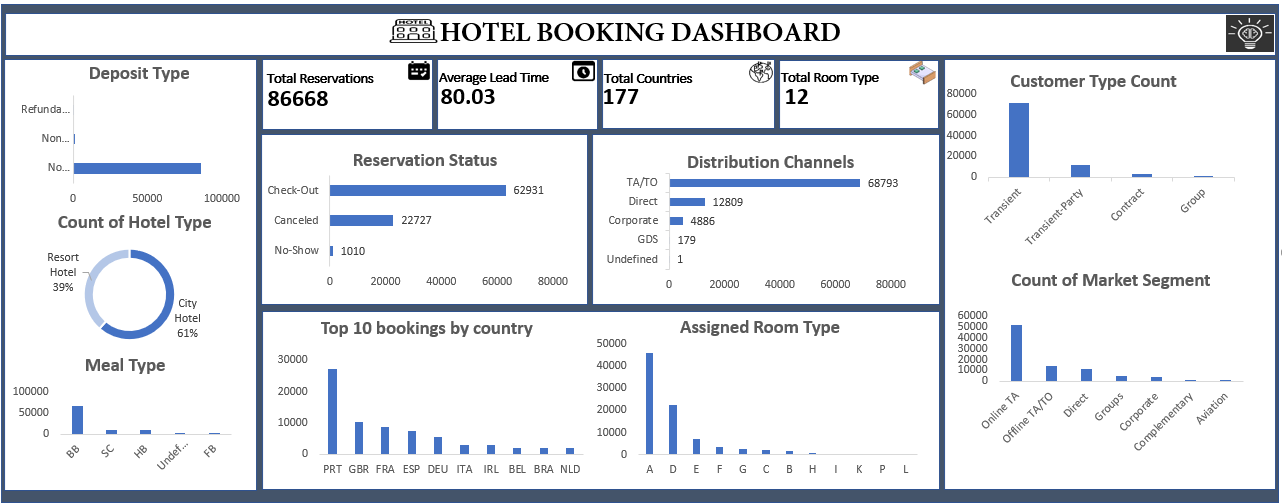 HOTEL
HOTEL BOOKING DASHBOARD
Deposit Type
Refunda...
Non...
No...
0 50000 100000
Count of Hotel Type
Resort
Hotel
39%
City
Hotel
61%
Meal Type
100000
50000
0
BB SC HB Undef... FB
Total Reservations
86668
Average Lead Time
80.03
Total Countries
177
Total Room Type
12
Reservation Status
Check-Out 62931
Canceled 22727
No-Show 1010
0 20000 40000 60000 80000
Distribution Channels
TA/TO 68793
Direct 12809
Corporate 4886
GDS 179
Undefined 1
0 20000 40000 60000 80000
Top 10 bookings by country
30000
20000
10000
0
PRT GBR FRA ESP DEU ITA IRL BEL BRA NLD
Assigned Room Type
50000
40000
30000
20000
10000
0
A D E F G C B H I K P L
Customer Type Count
80000
60000
40000
20000
0
Transient Transient-Party Contract Group
Count of Market Segment
60000
50000
40000
30000
20000
10000
0
Online TA Offline TA/TO Direct Groups Corporate Complementary Aviation